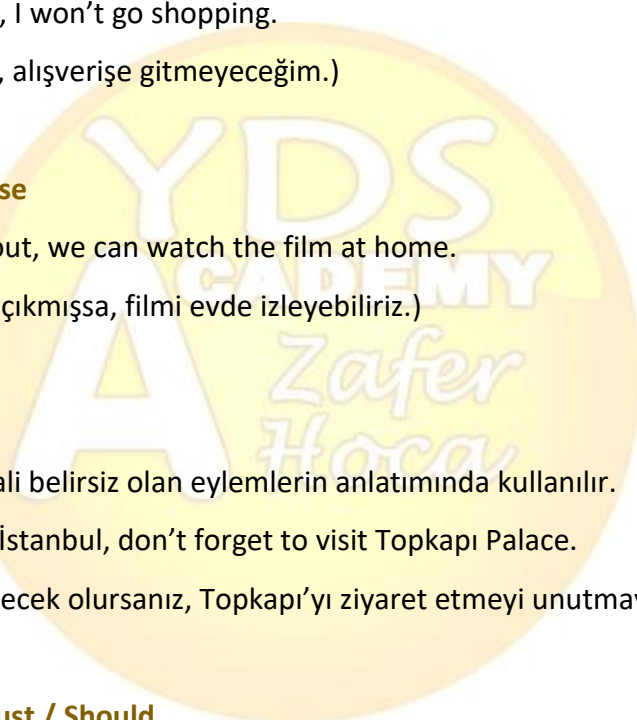 , I won’t go shopping.
, alışverişe gitmeyeceğim.)
se
out, we can watch the film at home.
çıkmışsa, filmi evde izleyebiliriz.)
YDS
ACADEMY
Zafer
Hoca
ali belirsiz olan eylemlerin anlatımında kullanılır.
İstanbul, don’t forget to visit Topkapı Palace.
ecek olursanız, Topkapı’yı ziyaret etmeyi unutmay
ust / Should